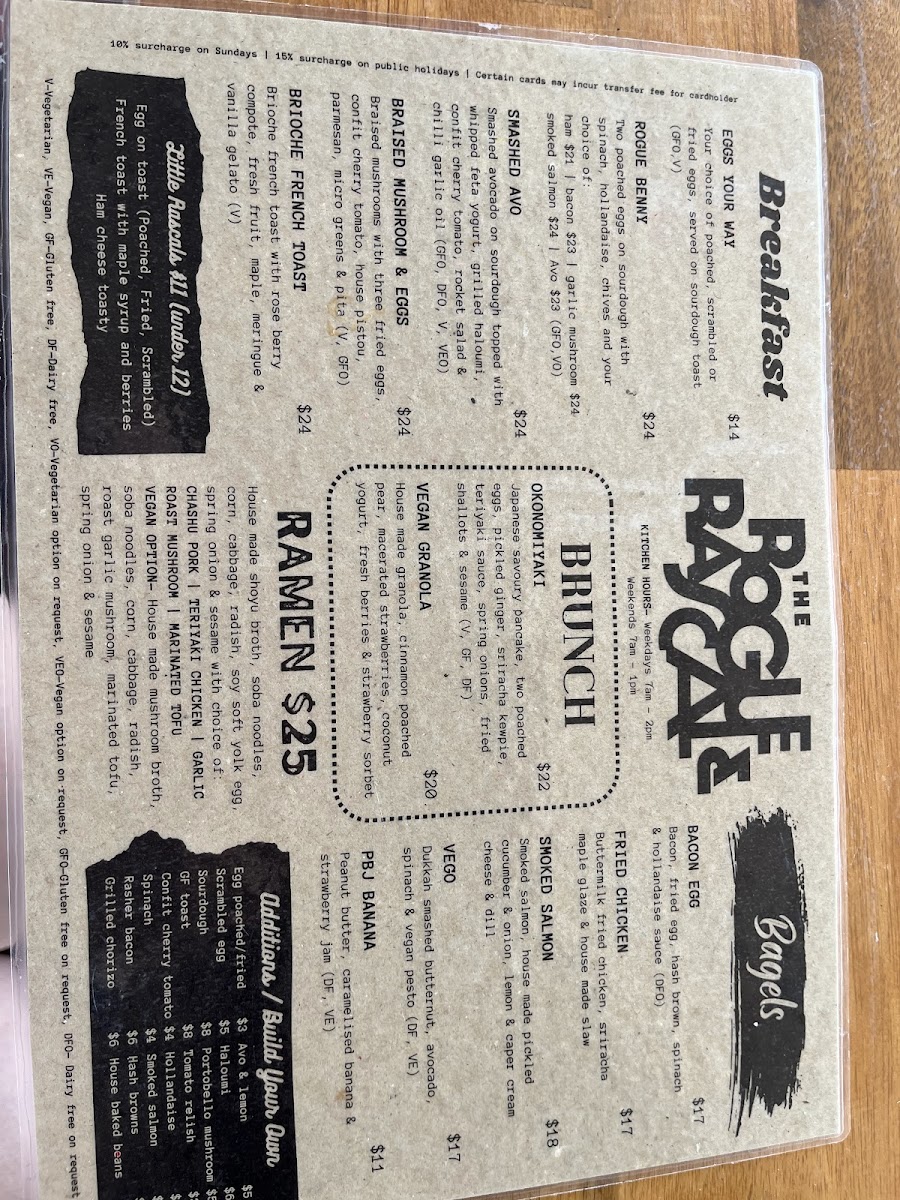 10% surcharge on Sundays | 15% surcharge on public holidays | Certain cards may incur transfer fee for cardholder
Breakfast
EGGS YOUR WAY $14
Your choice of poached, scrambled or
fried eggs, served on sourdough toast
(GFO,V)
ROGUE BENNY $24
Two poached eggs on sourdough with
spinach, hollandaise, chives and your
choice of:
ham $21 | bacon $23 | garlic mushroom $24
smoked salmon $24 | Avo $23 (GFO,VO)
SMASHED AVO $24
Smashed avocado on sourdough topped with
whipped feta yogurt, grilled haloumi,
confit cherry tomato, rocket salad &
chilli garlic oil (GFO, DFO, V, VEO)
BRAISED MUSHROOM & EGGS $24
Braised mushrooms with three fried eggs,
confit cherry tomato, house pistou,
parmesan, micro greens & pita (V, GFO)
BRIOCHE FRENCH TOAST $24
Brioche french toast with rose berry
compote, fresh fruit, maple, meringue &
vanilla gelato (V)
Little Rascals $11 (under 12)
Egg on toast (Poached, Fried, Scrambled)
French toast with maple syrup and berries
Ham cheese toasty
THE
ROGUE
RASCAL
KITCHEN HOURS- Weekdays 7am - 2pm
Weekends 7am - 1pm
BRUNCH
OKONOMIYAKI $22
Japanese savoury pancake, two poached
eggs, pickled ginger, sriracha kewpie,
teriyaki sauce, spring onions, fried
shallots & sesame (V, GF, DF)
VEGAN GRANOLA $20
House made granola, cinnamon poached
pear, macerated strawberries, coconut
yogurt, fresh berries & strawberry sorbet
RAMEN $25
House made shoyu broth, soba noodles,
corn, cabbage, radish, soy soft yolk egg,
spring onion & sesame with choice of:
CHASHU PORK | TERIYAKI CHICKEN | GARLIC
ROAST MUSHROOM | MARINATED TOFU
VEGAN OPTION- House made mushroom broth,
soba noodles, corn, cabbage, radish,
roast garlic mushroom, marinated tofu,
spring onion & sesame
Bagels.
BACON EGG $17
Bacon, fried egg, hash brown, spinach
& hollandaise sauce (DFO)
FRIED CHICKEN $17
Buttermilk fried chicken, sriracha
maple glaze & house made slaw
SMOKED SALMON $18
Smoked salmon, house made pickled
cucumber & onion, lemon & caper cream
cheese & dill
VEGO $17
Dukkah smashed butternut, avocado,
spinach & vegan pesto (DF, VE)
PBJ BANANA $11
Peanut butter, caramelised banana &
strawberry jam (DF, VE)
Additions / Build Your Own
Egg poached/fried $3 Avo & lemon $5
Scrambled egg $5 Haloumi $6
Sourdough $8 Portobello mushroom
GF toast $8 Tomato relish
Confit cherry tomato $4 Hollandaise
Spinach $4 Smoked salmon
Rasher bacon $6 Hash browns
Grilled chorizo $6 House baked beans
V-Vegetarian, VE-Vegan, GF-Gluten free, DF-Dairy free, VO-Vegetarian option on request, VEO-Vegan option on request, GFO-Gluten free on request, DFO- Dairy free on request